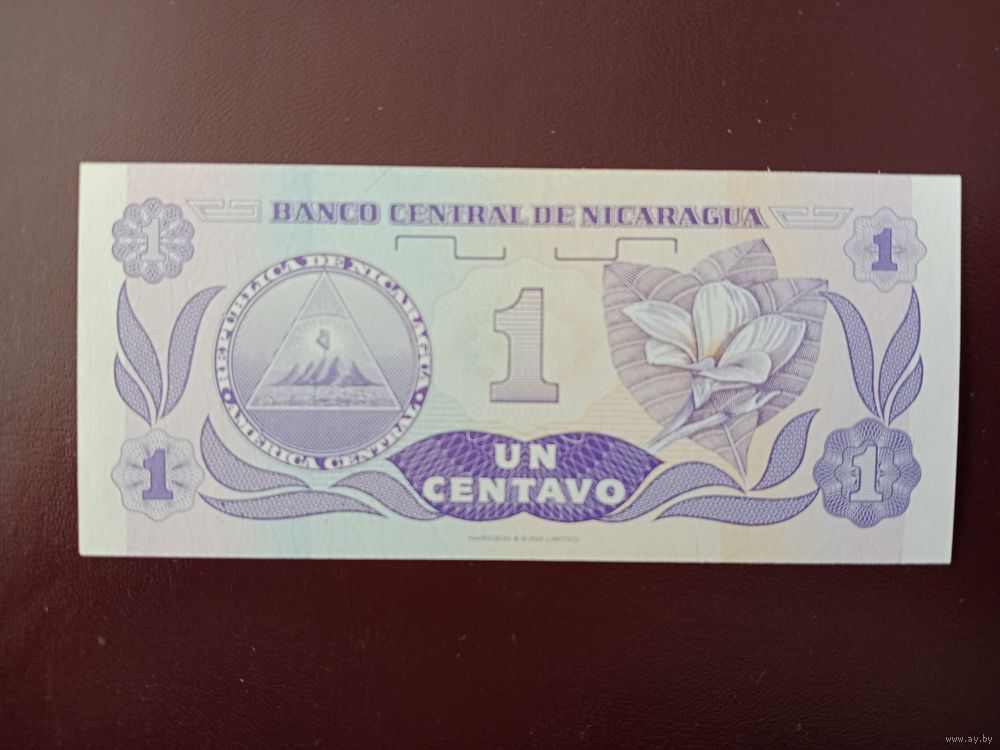 BANCO CENTRAL DE NICARAGUA
1
1
REPUBLICA DE NICARAGUA
AMERICA CENTRAL
1
UN
CENTAVO
1
1
HARRISON & SONS LIMITED
www.ay.by